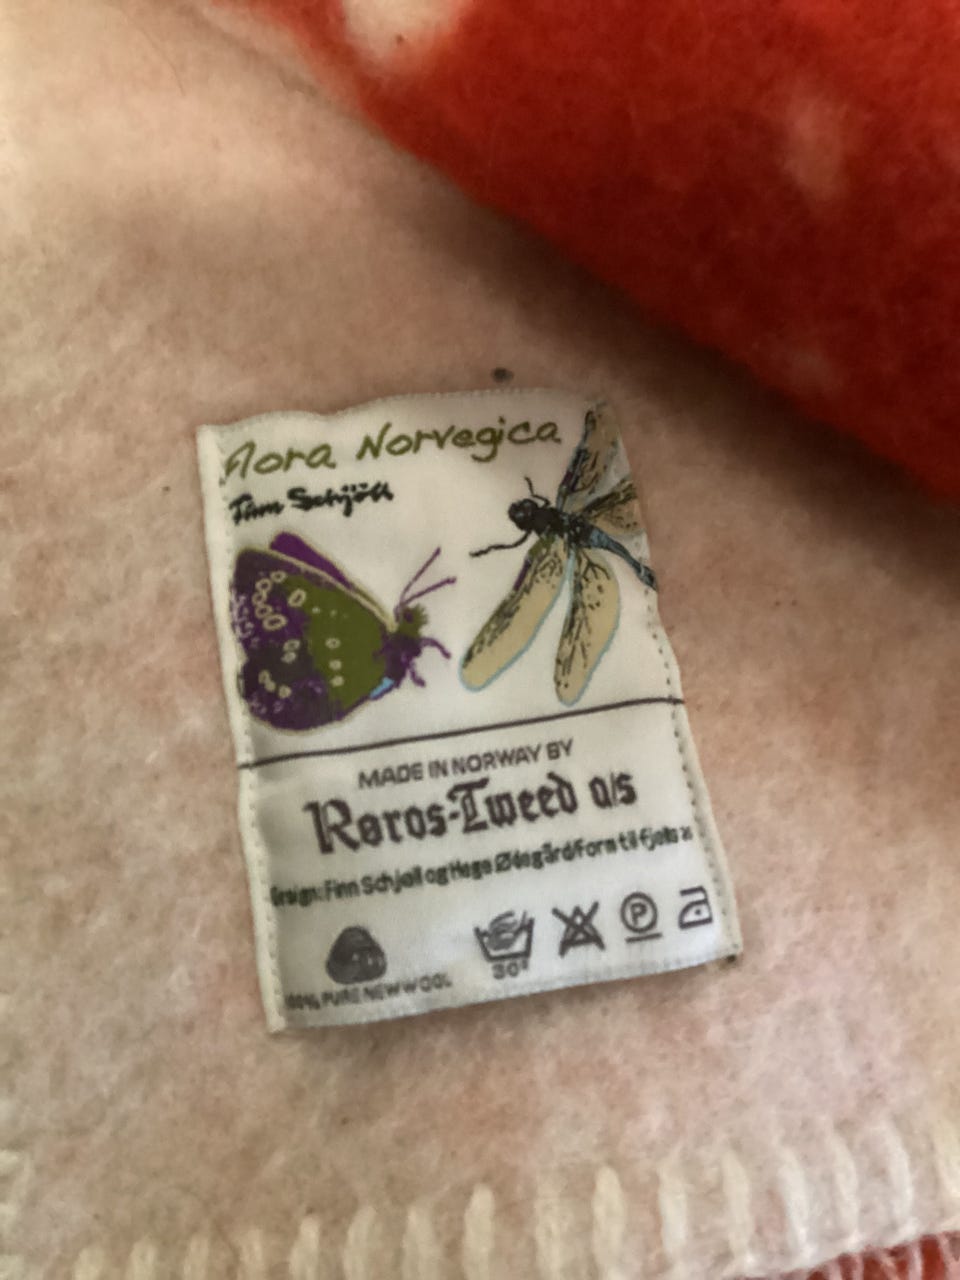 Flora Norvegica
Finn Schjøll
MADE IN NORWAY BY
Røros-Tweed a/s
Design: Finn Schjøll og Hege Ødegård/Form til fjells
30°
P
100% PURE NEW WOOL